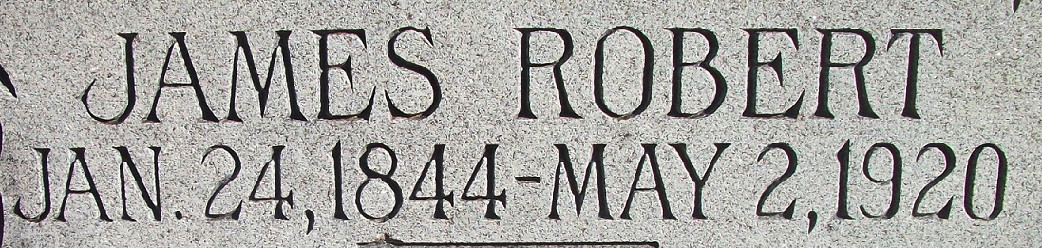 JAMES ROBERT
JAN. 24, 1844-MAY 2, 1920